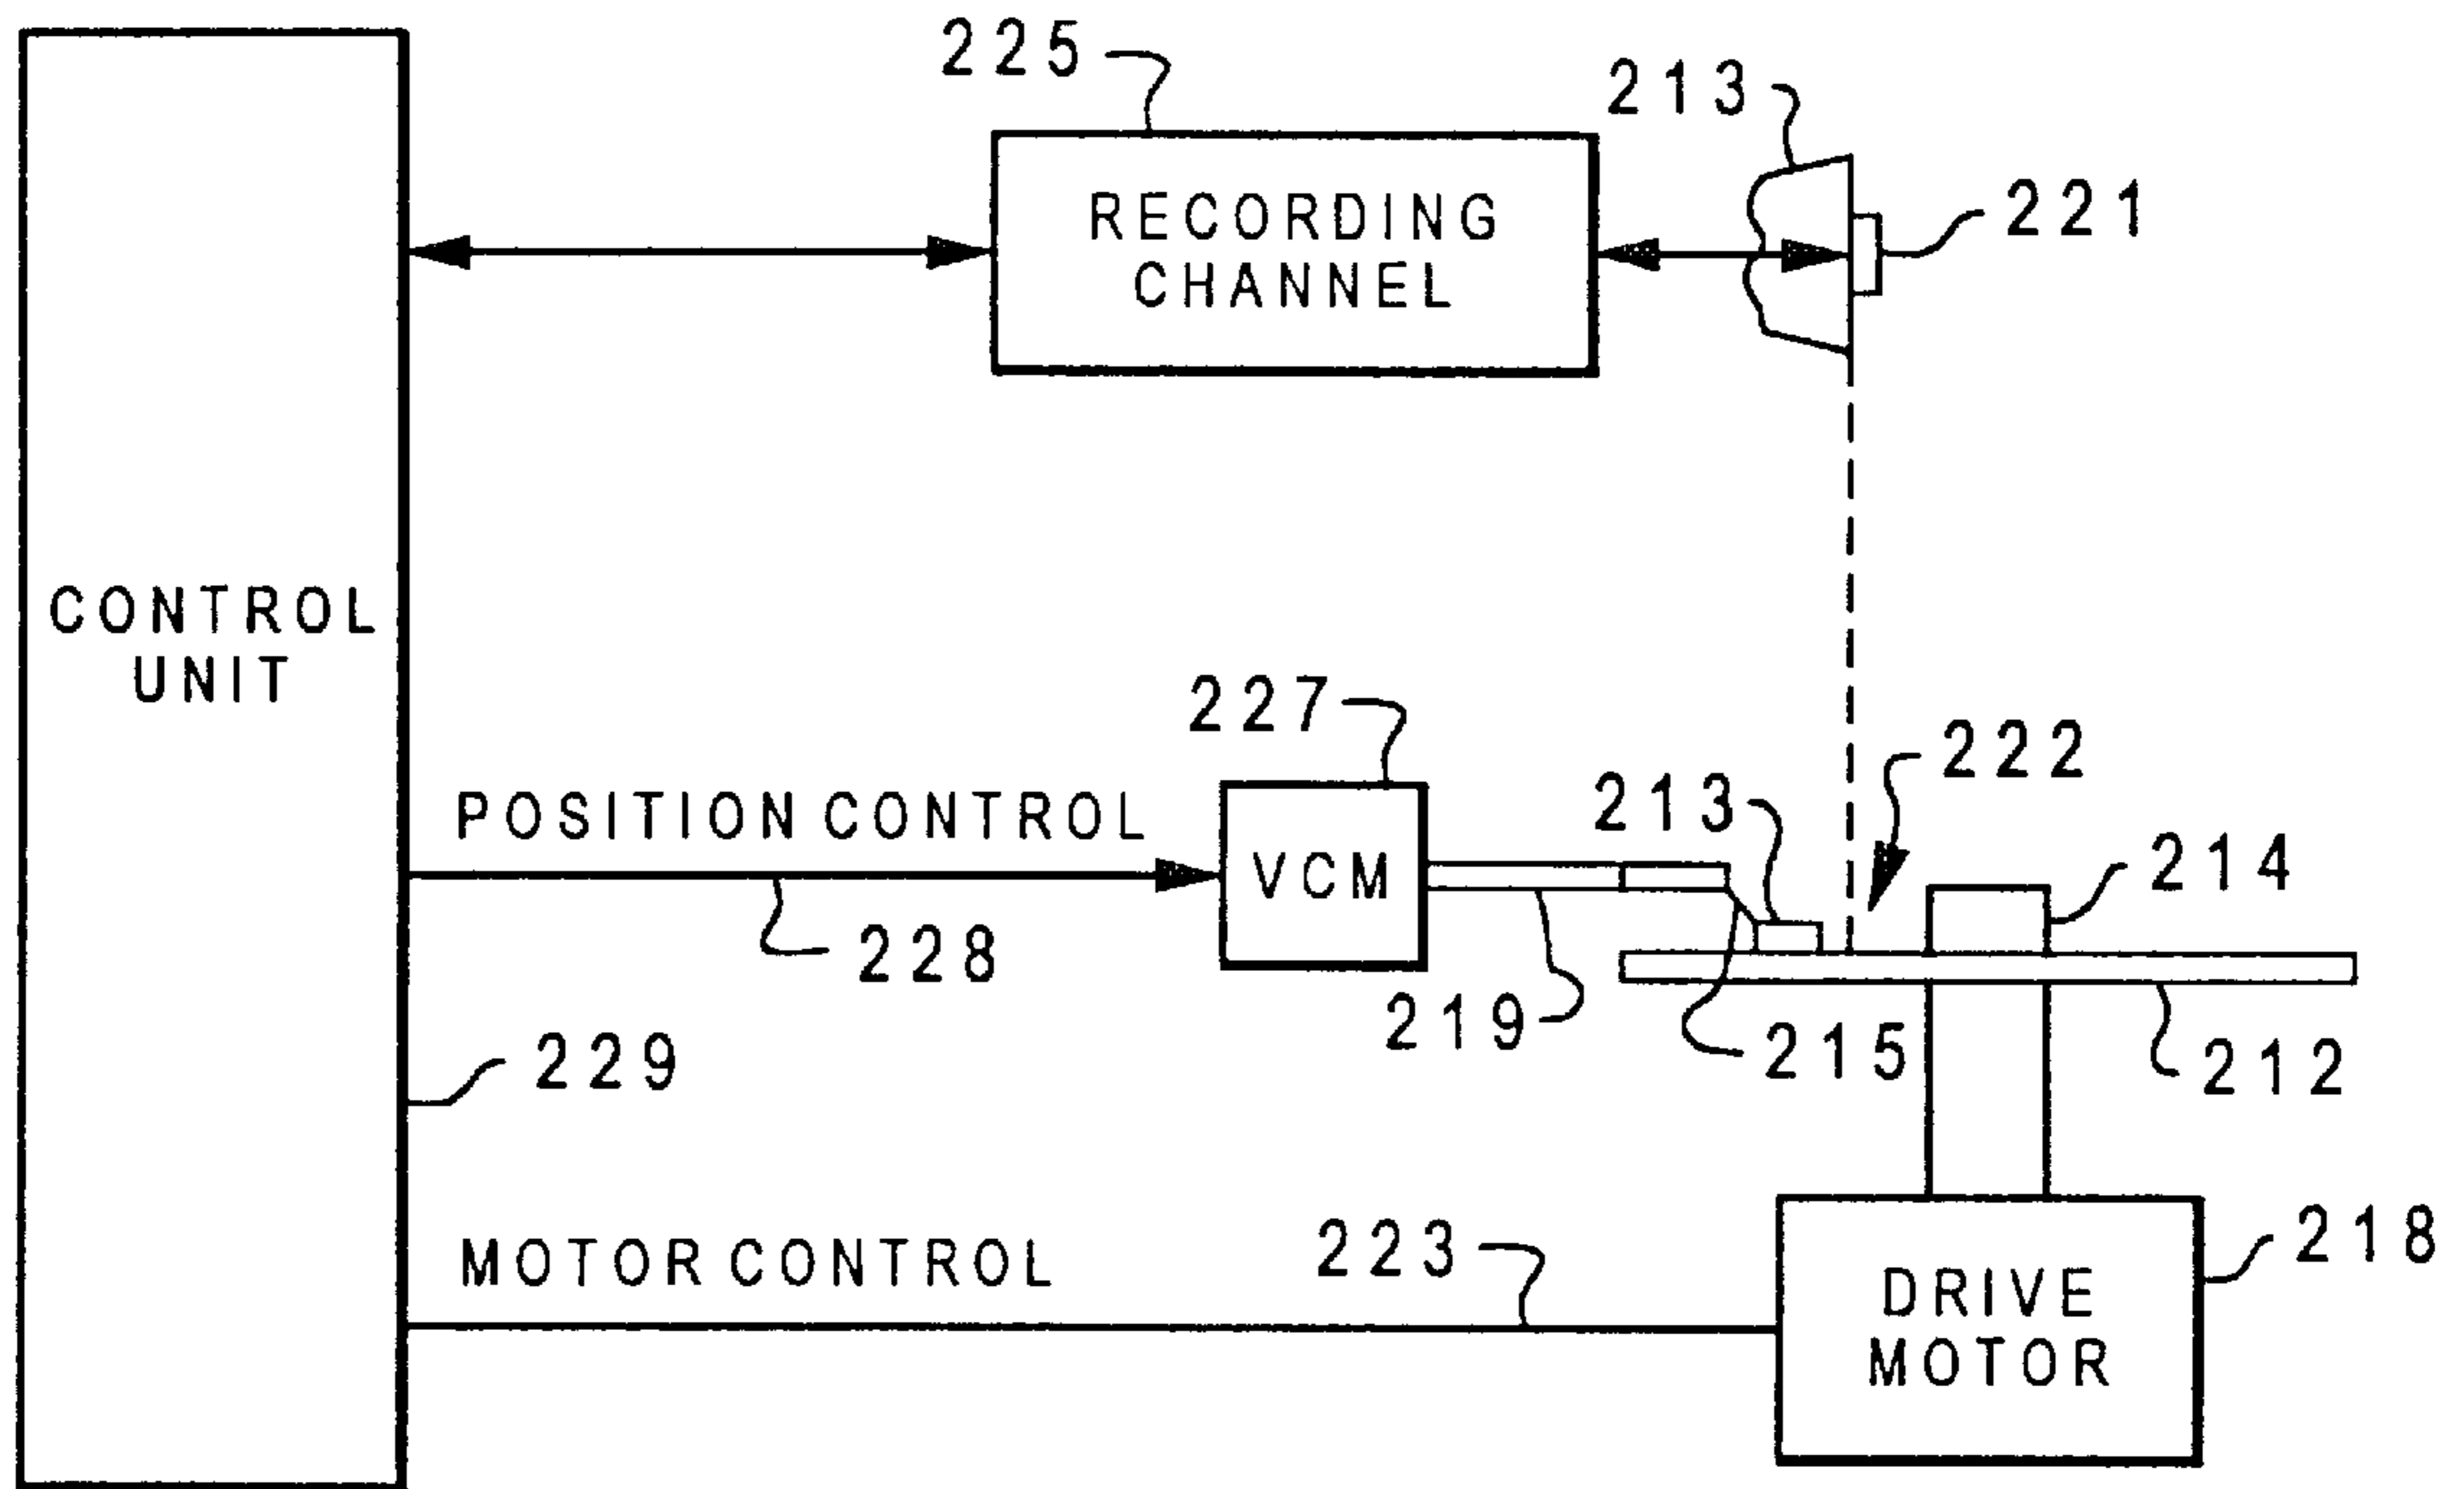 225
213
221
RECORDING
CHANNEL
CONTROL
UNIT
227
222
213
214
POSITION CONTROL
VCM
228
219
215
212
229
223
218
MOTOR CONTROL
DRIVE
MOTOR